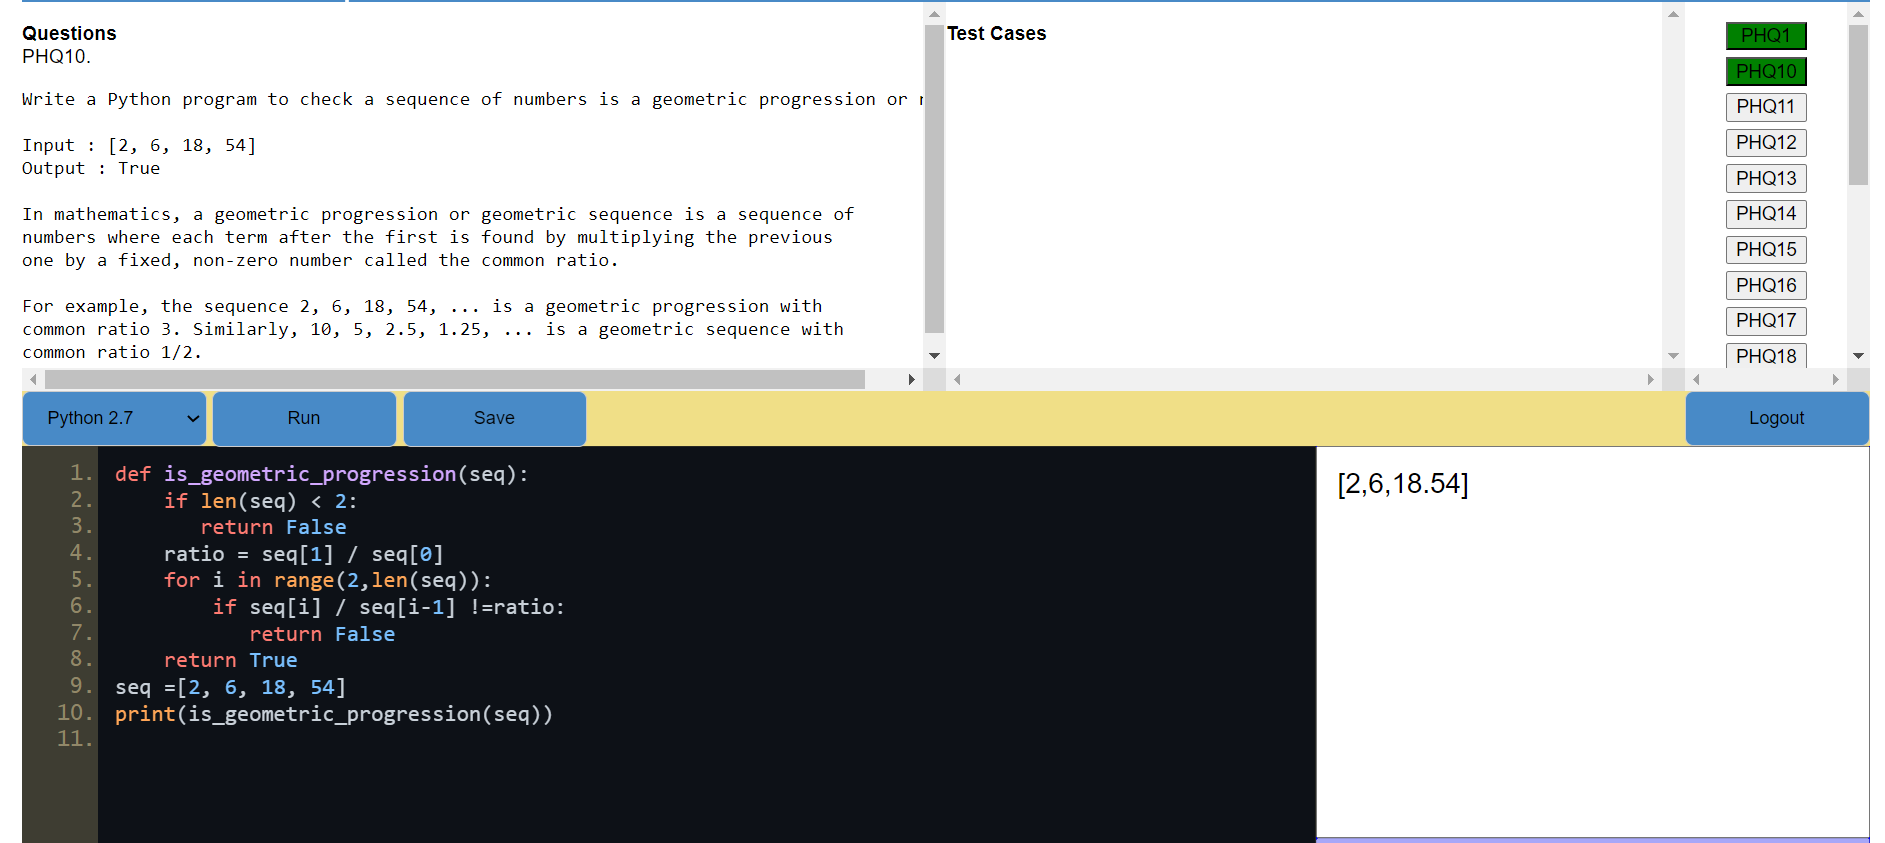 Questions
PHQ10.
Write a Python program to check a sequence of numbers is a geometric progression or
Input : [2, 6, 18, 54]
Output : True
In mathematics, a geometric progression or geometric sequence is a sequence of
numbers where each term after the first is found by multiplying the previous
one by a fixed, non-zero number called the common ratio.
For example, the sequence 2, 6, 18, 54, ... is a geometric progression with
common ratio 3. Similarly, 10, 5, 2.5, 1.25, ... is a geometric sequence with
common ratio 1/2.
Test Cases
PHQ1
PHQ10
PHQ11
PHQ12
PHQ13
PHQ14
PHQ15
PHQ16
PHQ17
PHQ18
Python 2.7
Run
Save
Logout
1. def is_geometric_progression(seq):
2.     if len(seq) < 2:
3.        return False
4.     ratio = seq[1] / seq[0]
5.     for i in range(2,len(seq)):
6.         if seq[i] / seq[i-1] !=ratio:
7.            return False
8.     return True
9. seq =[2, 6, 18, 54]
10. print(is_geometric_progression(seq))
11.
[2,6,18.54]